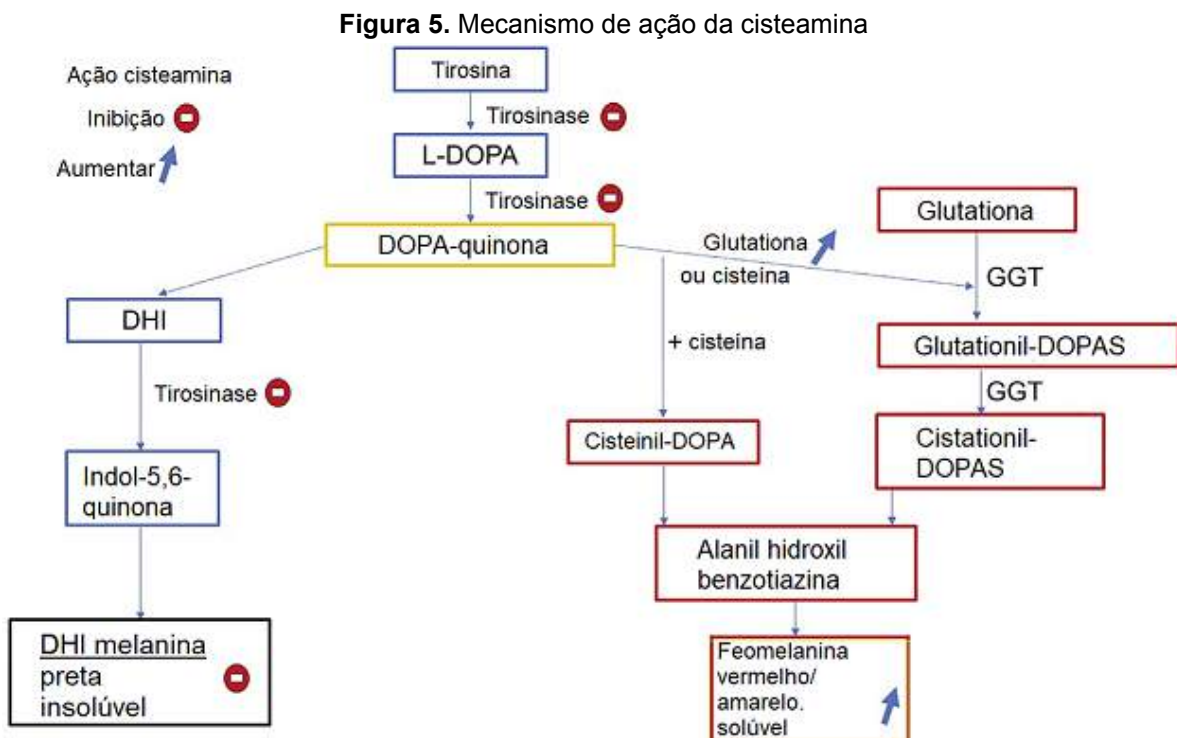 Figura 5. Mecanismo de ação da cisteamina
Ação cisteamina
Inibição
Aumentar
Tirosina
Tirosinase
L-DOPA
Tirosinase
DOPA-quinona
Glutationa
ou cisteína
Glutationa
GGT
DHI
+ cisteína
Glutationil-DOPAS
Tirosinase
GGT
Cisteinil-DOPA
Cistationil-
DOPAS
Indol-5,6-
quinona
Alanil hidroxil
benzotiazina
DHI melanina
preta
insolúvel
Feomelanina
vermelho/
amarelo.
solúvel